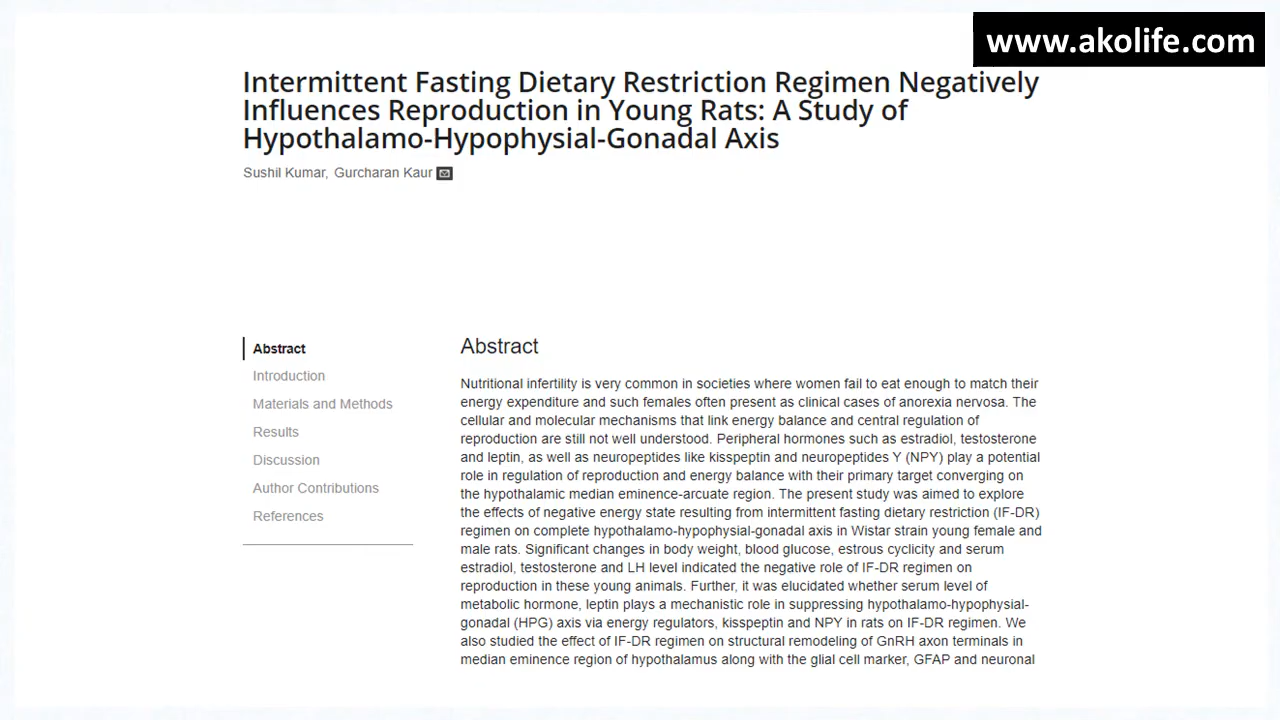 www.akolife.com
Intermittent Fasting Dietary Restriction Regimen Negatively
Influences Reproduction in Young Rats: A Study of
Hypothalamo-Hypophysial-Gonadal Axis
Sushil Kumar, Gurcharan Kaur
Abstract
Introduction
Materials and Methods
Results
Discussion
Author Contributions
References
Abstract
Nutritional infertility is very common in societies where women fail to eat enough to match their
energy expenditure and such females often present as clinical cases of anorexia nervosa. The
cellular and molecular mechanisms that link energy balance and central regulation of
reproduction are still not well understood. Peripheral hormones such as estradiol, testosterone
and leptin, as well as neuropeptides like kisspeptin and neuropeptides Y (NPY) play a potential
role in regulation of reproduction and energy balance with their primary target converging on
the hypothalamic median eminence-arcuate region. The present study was aimed to explore
the effects of negative energy state resulting from intermittent fasting dietary restriction (IF-DR)
regimen on complete hypothalamo-hypophysial-gonadal axis in Wistar strain young female and
male rats. Significant changes in body weight, blood glucose, estrous cyclicity and serum
estradiol, testosterone and LH level indicated the negative role of IF-DR regimen on
reproduction in these young animals. Further, it was elucidated whether serum level of
metabolic hormone, leptin plays a mechanistic role in suppressing hypothalamo-hypophysial-
gonadal (HPG) axis via energy regulators, kisspeptin and NPY in rats on IF-DR regimen. We
also studied the effect of IF-DR regimen on structural remodeling of GnRH axon terminals in
median eminence region of hypothalamus along with the glial cell marker, GFAP and neuronal